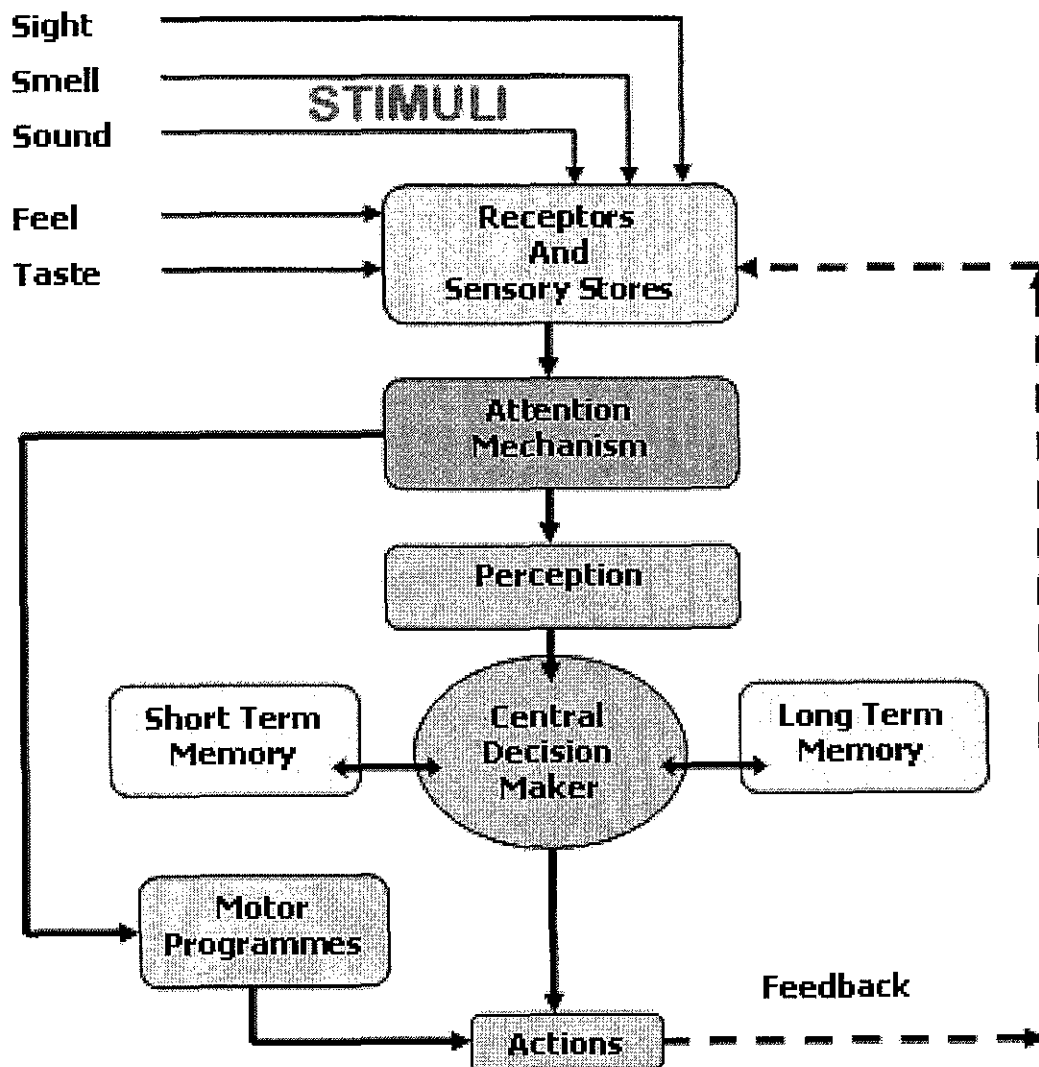 Sight
Smell
STIMULI
Sound
Feel
Taste
Receptors
And
Sensory Stores
Attention
Mechanism
Perception
Short Term
Memory
Central
Decision
Maker
Long Term
Memory
Motor
Programmes
Feedback
Actions